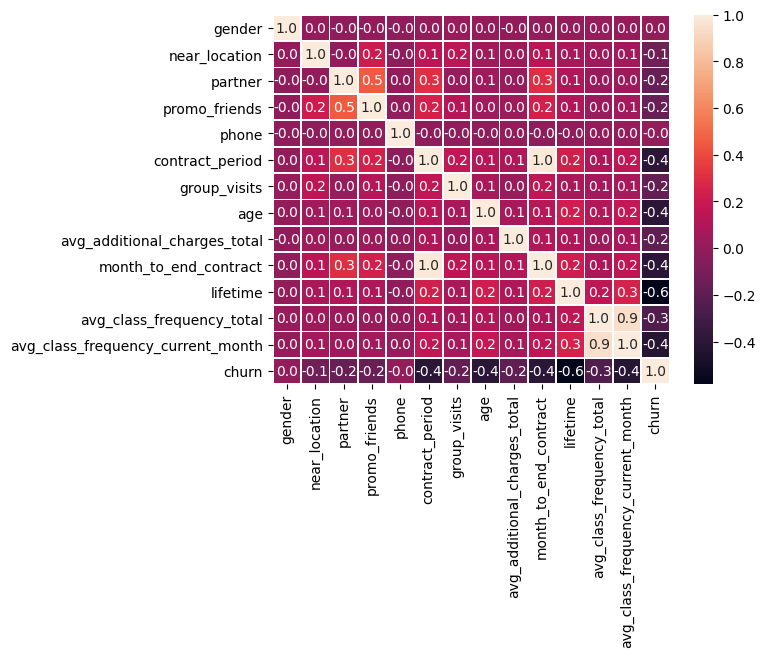 gender 1.0 0.0 -0.0 -0.0 -0.0 0.0 0.0 0.0 -0.0 0.0 0.0 0.0 0.0 0.0
near_location 0.0 1.0 -0.0 0.2 -0.0 0.1 0.2 0.1 0.0 0.1 0.1 0.0 0.1 -0.1
partner -0.0 -0.0 1.0 0.5 0.0 0.3 0.0 0.1 0.0 0.3 0.1 0.0 0.0 -0.2
promo_friends -0.0 0.2 0.5 1.0 0.0 0.2 0.1 0.0 0.0 0.2 0.1 0.0 0.1 -0.2
phone -0.0 -0.0 0.0 0.0 1.0 -0.0 -0.0 -0.0 0.0 -0.0 -0.0 0.0 0.0 -0.0
contract_period 0.0 0.1 0.3 0.2 -0.0 1.0 0.2 0.1 0.1 1.0 0.2 0.1 0.2 -0.4
group_visits 0.0 0.2 0.0 0.1 -0.0 0.2 1.0 0.1 0.0 0.2 0.1 0.1 0.1 -0.2
age 0.0 0.1 0.1 0.0 -0.0 0.1 0.1 1.0 0.1 0.1 0.2 0.1 0.2 -0.4
avg_additional_charges_total -0.0 0.0 0.0 0.0 0.0 0.1 0.0 0.1 1.0 0.1 0.1 0.0 0.1 -0.2
month_to_end_contract 0.0 0.1 0.3 0.2 -0.0 1.0 0.2 0.1 0.1 1.0 0.2 0.1 0.2 -0.4
lifetime 0.0 0.1 0.1 0.1 -0.0 0.2 0.1 0.2 0.1 0.2 1.0 0.2 0.3 -0.6
avg_class_frequency_total 0.0 0.0 0.0 0.0 0.0 0.1 0.1 0.1 0.0 0.1 0.2 1.0 0.9 -0.3
avg_class_frequency_current_month 0.0 0.1 0.0 0.1 0.0 0.2 0.1 0.2 0.1 0.2 0.3 0.9 1.0 -0.4
churn 0.0 -0.1 -0.2 -0.2 -0.0 -0.4 -0.2 -0.4 -0.2 -0.4 -0.6 -0.3 -0.4 1.0
gender
near_location
partner
promo_friends
phone
contract_period
group_visits
age
avg_additional_charges_total
month_to_end_contract
lifetime
avg_class_frequency_total
avg_class_frequency_current_month
churn
1.0
0.8
0.6
0.4
0.2
0.0
−0.2
−0.4